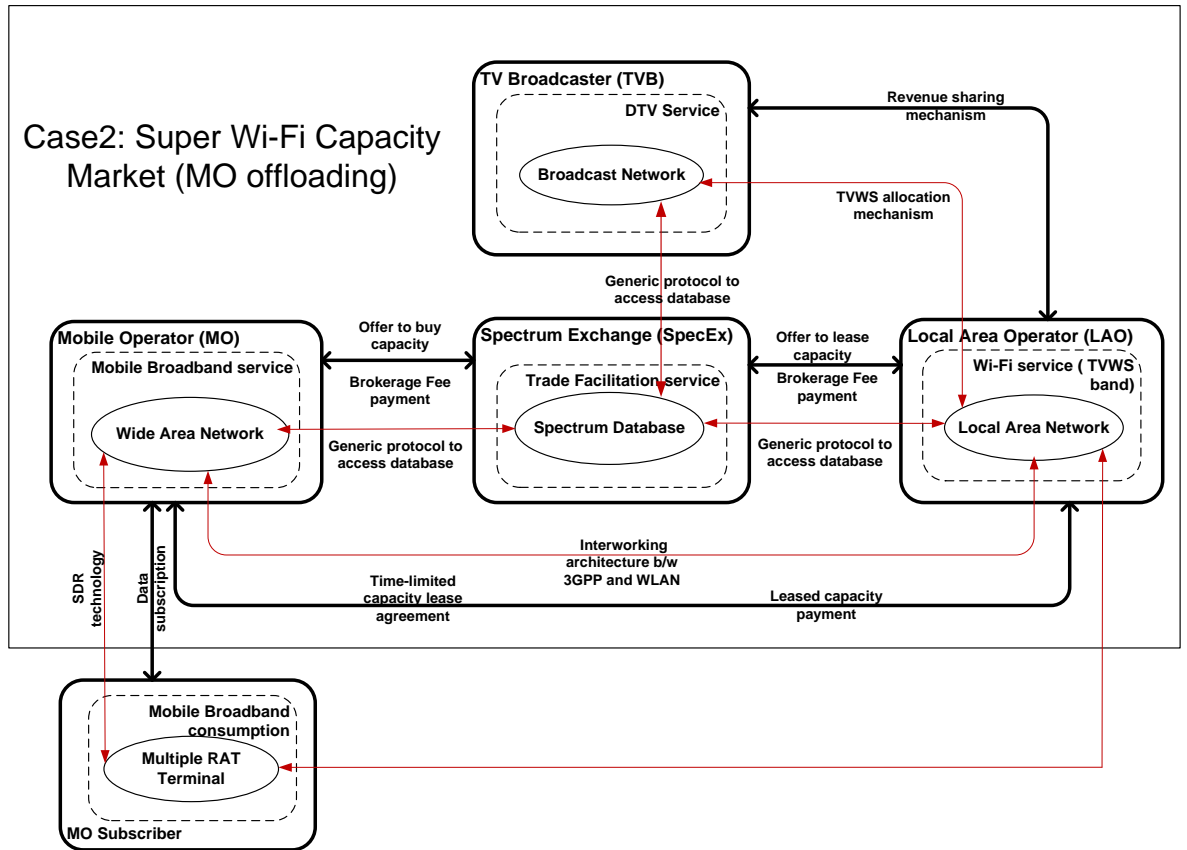 Case2: Super Wi-Fi Capacity
Market (MO offloading)
TV Broadcaster (TVB)
DTV Service
Broadcast Network
Revenue sharing
mechanism
TVWS allocation
mechanism
Generic protocol to
access database
Mobile Operator (MO)
Mobile Broadband service
Wide Area Network
Offer to buy
capacity
Brokerage Fee
payment
Generic protocol to
access database
Spectrum Exchange (SpecEx)
Trade Facilitation service
Spectrum Database
Offer to lease
capacity
Brokerage Fee
payment
Generic protocol to
access database
Local Area Operator (LAO)
Wi-Fi service ( TVWS
band)
Local Area Network
Interworking
architecture b/w
3GPP and WLAN
Time-limited
capacity lease
agreement
Leased capacity
payment
SDR
technology
Data
subscription
Mobile Broadband
consumption
Multiple RAT
Terminal
MO Subscriber